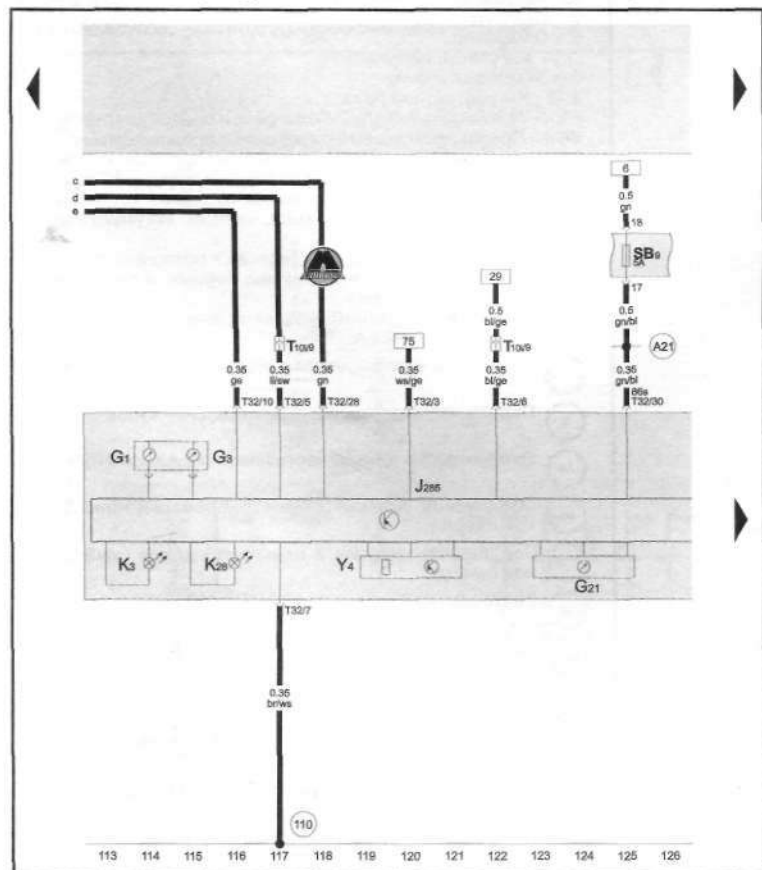 c
d
e
6
0.5
gn
18
SB9
5A
17
0.5
gn/bl
A21
0.35
gn/bl
86s
T32/30
29
0.5
bl/ge
T10i/9
0.35
bl/ge
T32/6
75
0.35
ws/ge
T32/3
0.35
gn
T32/28
T10i/9
0.35
li/sw
T32/5
0.35
ge
T32/19
G1
G3
J285
K3
K28
Y4
G21
T32/7
0.35
br/ws
110
113 114 115 116 117 118 119 120 121 122 123 124 125 126